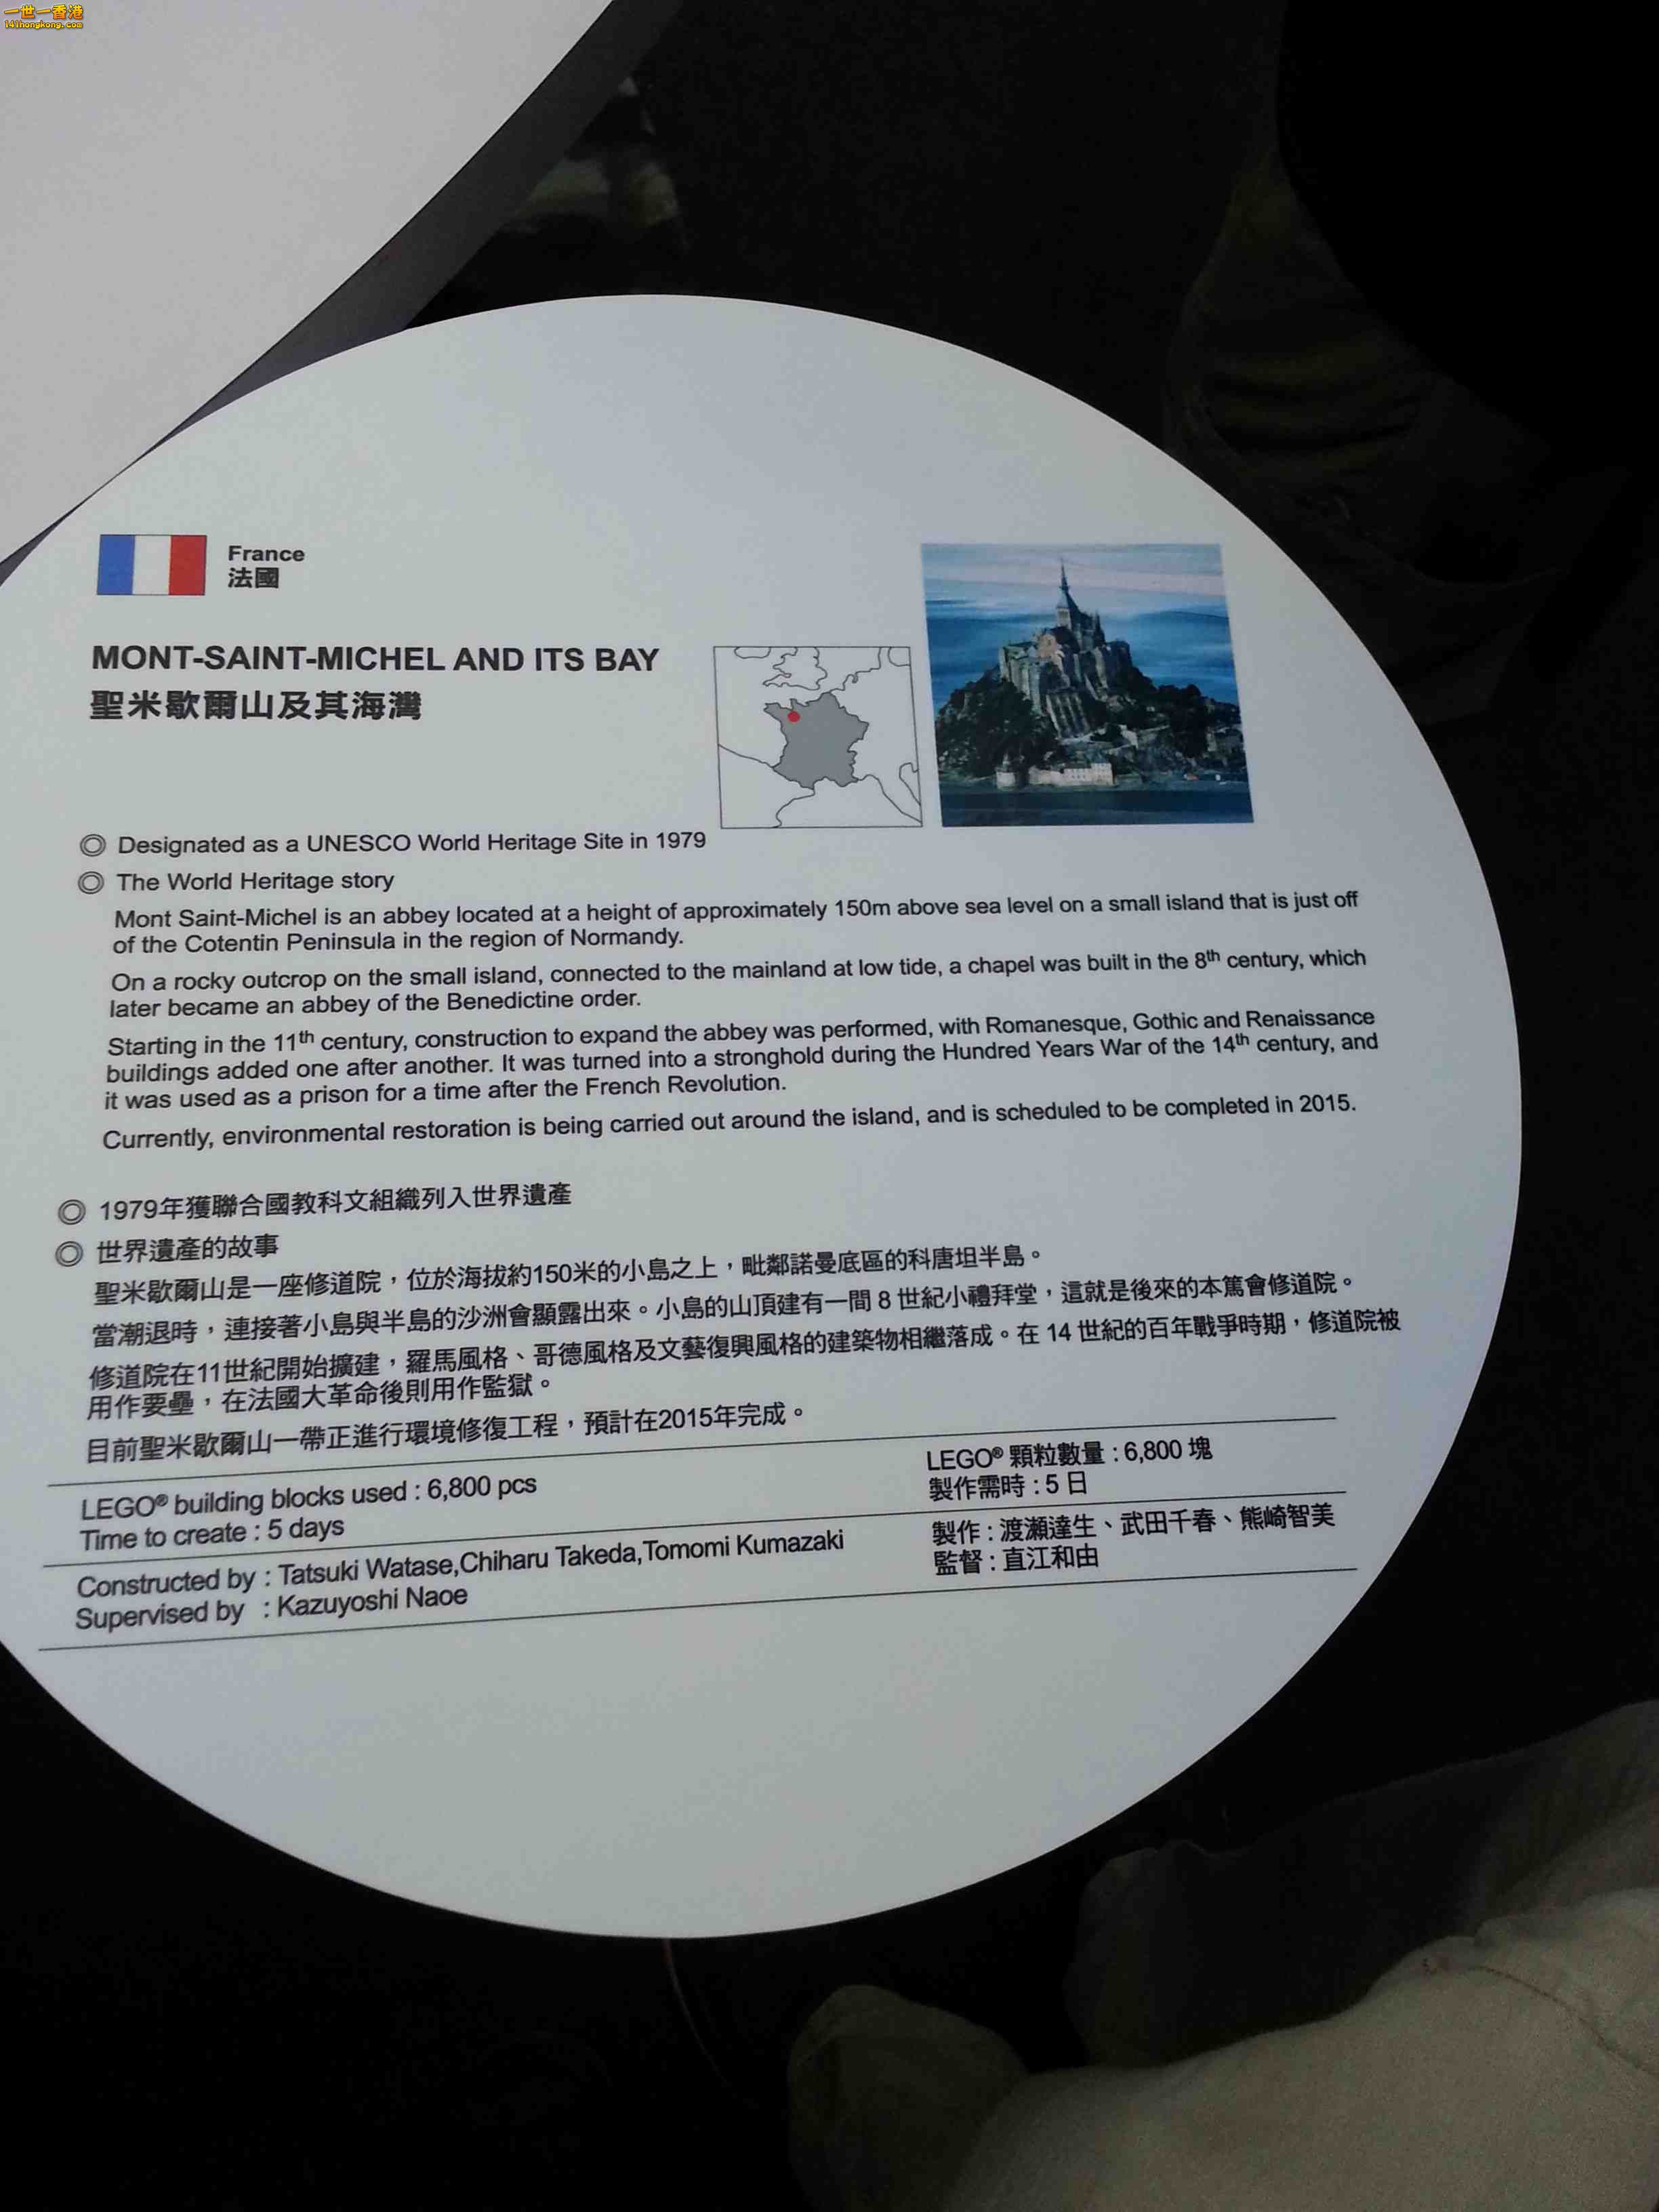 一世一香港
141hongkong.com
France
法國
MONT-SAINT-MICHEL AND ITS BAY
聖米歇爾山及其海灣
◎ Designated as a UNESCO World Heritage Site in 1979
◎ The World Heritage story
Mont Saint-Michel is an abbey located at a height of approximately 150m above sea level on a small island that is just off
of the Cotentin Peninsula in the region of Normandy.
On a rocky outcrop on the small island, connected to the mainland at low tide, a chapel was built in the 8th century, which
later became an abbey of the Benedictine order.
Starting in the 11th century, construction to expand the abbey was performed, with Romanesque, Gothic and Renaissance
buildings added one after another. It was turned into a stronghold during the Hundred Years War of the 14th century, and
it was used as a prison for a time after the French Revolution.
Currently, environmental restoration is being carried out around the island, and is scheduled to be completed in 2015.
◎ 1979年獲聯合國教科文組織列入世界遺產
◎ 世界遺產的故事
聖米歇爾山是一座修道院，位於海拔約150米的小島之上，毗鄰諾曼底區的科唐坦半島。
當潮退時，連接著小島與半島的沙洲會顯露出來。小島的山頂建有一間 8 世紀小禮拜堂，這就是後來的本篤會修道院。
修道院在11世紀開始擴建，羅馬風格、哥德風格及文藝復興風格的建築物相繼落成。在 14 世紀的百年戰爭時期，修道院被
用作要壘，在法國大革命後則用作監獄。
目前聖米歇爾山一帶正進行環境修復工程，預計在2015年完成。
LEGO® building blocks used : 6,800 pcs
Time to create : 5 days
LEGO® 顆粒數量 : 6,800 塊
製作需時 : 5 日
Constructed by : Tatsuki Watase,Chiharu Takeda,Tomomi Kumazaki
Supervised by : Kazuyoshi Naoe
製作 : 渡瀨達生、武田千春、熊崎智美
監督 : 直江和由